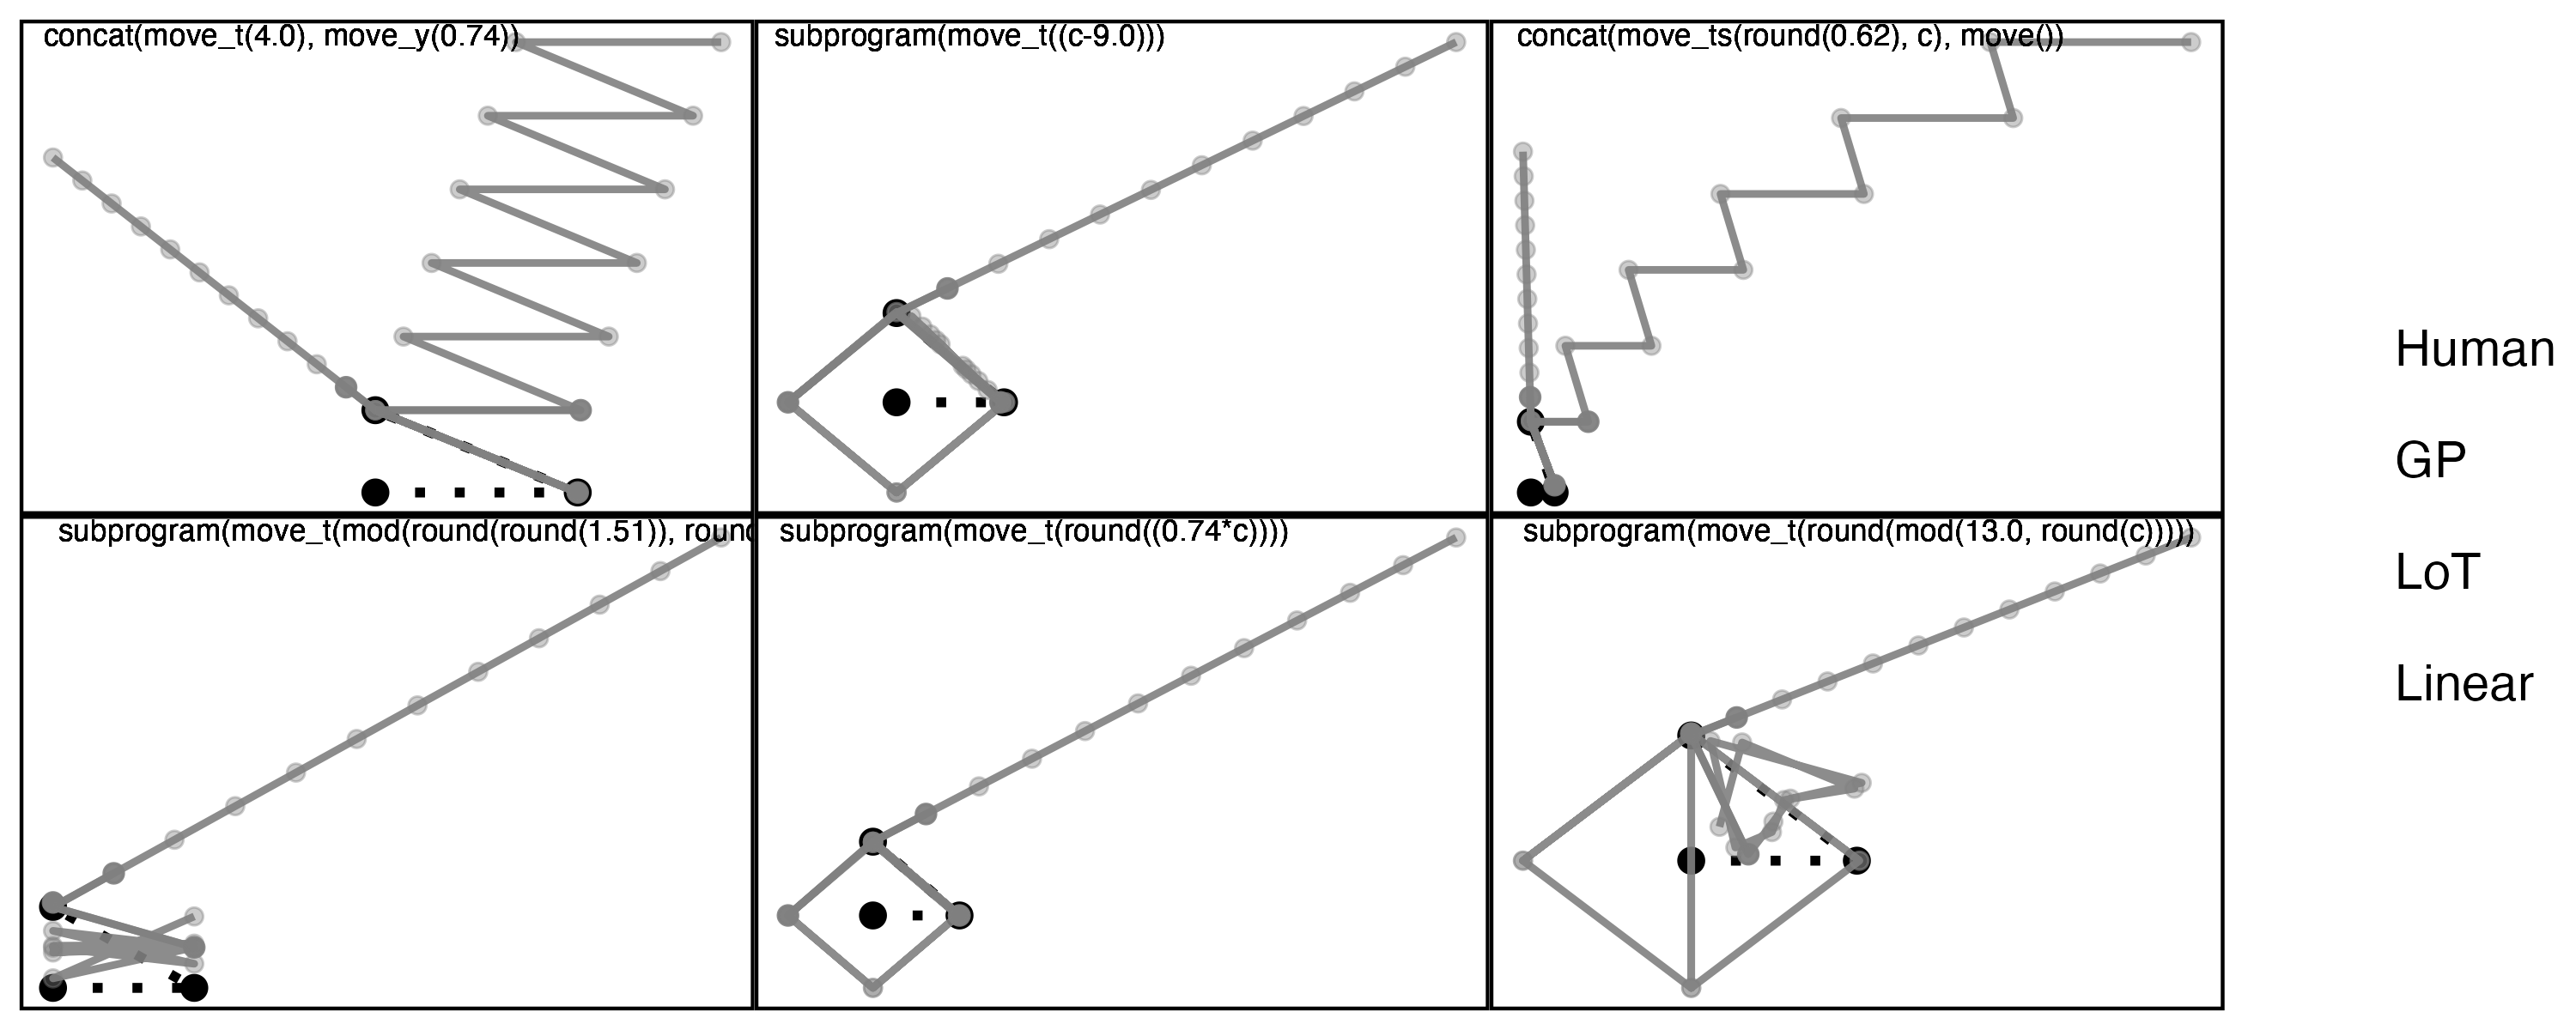 concat(move_t(4.0), move_y(0.74))
subprogram(move_t((c-9.0)))
concat(move_ts(round(0.62), c), move())
subprogram(move_t(mod(round(round(1.51)), round
subprogram(move_t(round((0.74*c))))
subprogram(move_t(round(mod(13.0, round(c)))))
Human
GP
LoT
Linear